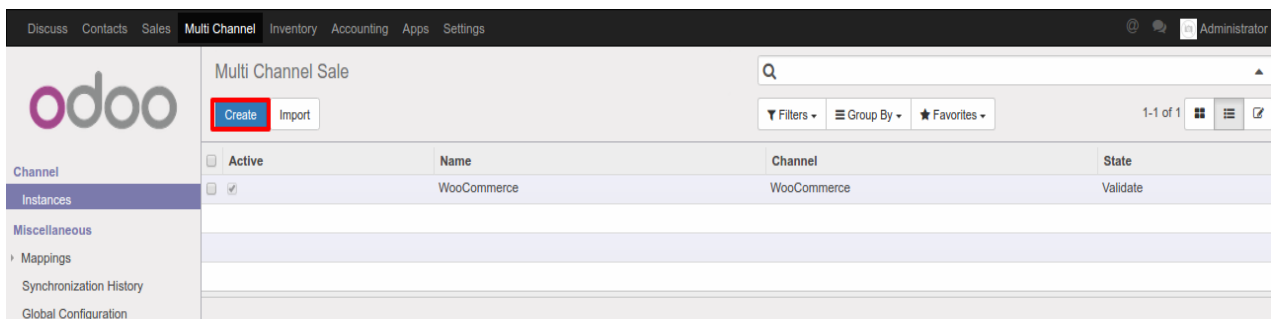 Discuss Contacts Sales Multi Channel Inventory Accounting Apps Settings @ Administrator
odoo
Multi Channel Sale
Create Import
Filters Group By Favorites 1-1 of 1
Channel
Instances
Miscellaneous
Mappings
Synchronization History
Global Configuration
Active Name Channel State
WooCommerce WooCommerce Validate